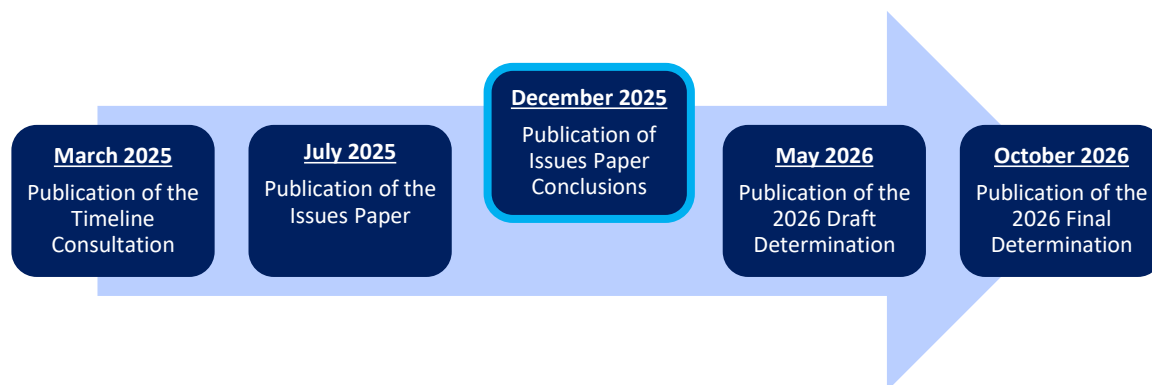 March 2025
Publication of the
Timeline
Consultation
July 2025
Publication of the
Issues Paper
December 2025
Publication of
Issues Paper
Conclusions
May 2026
Publication of the
2026 Draft
Determination
October 2026
Publication of the
2026 Final
Determination